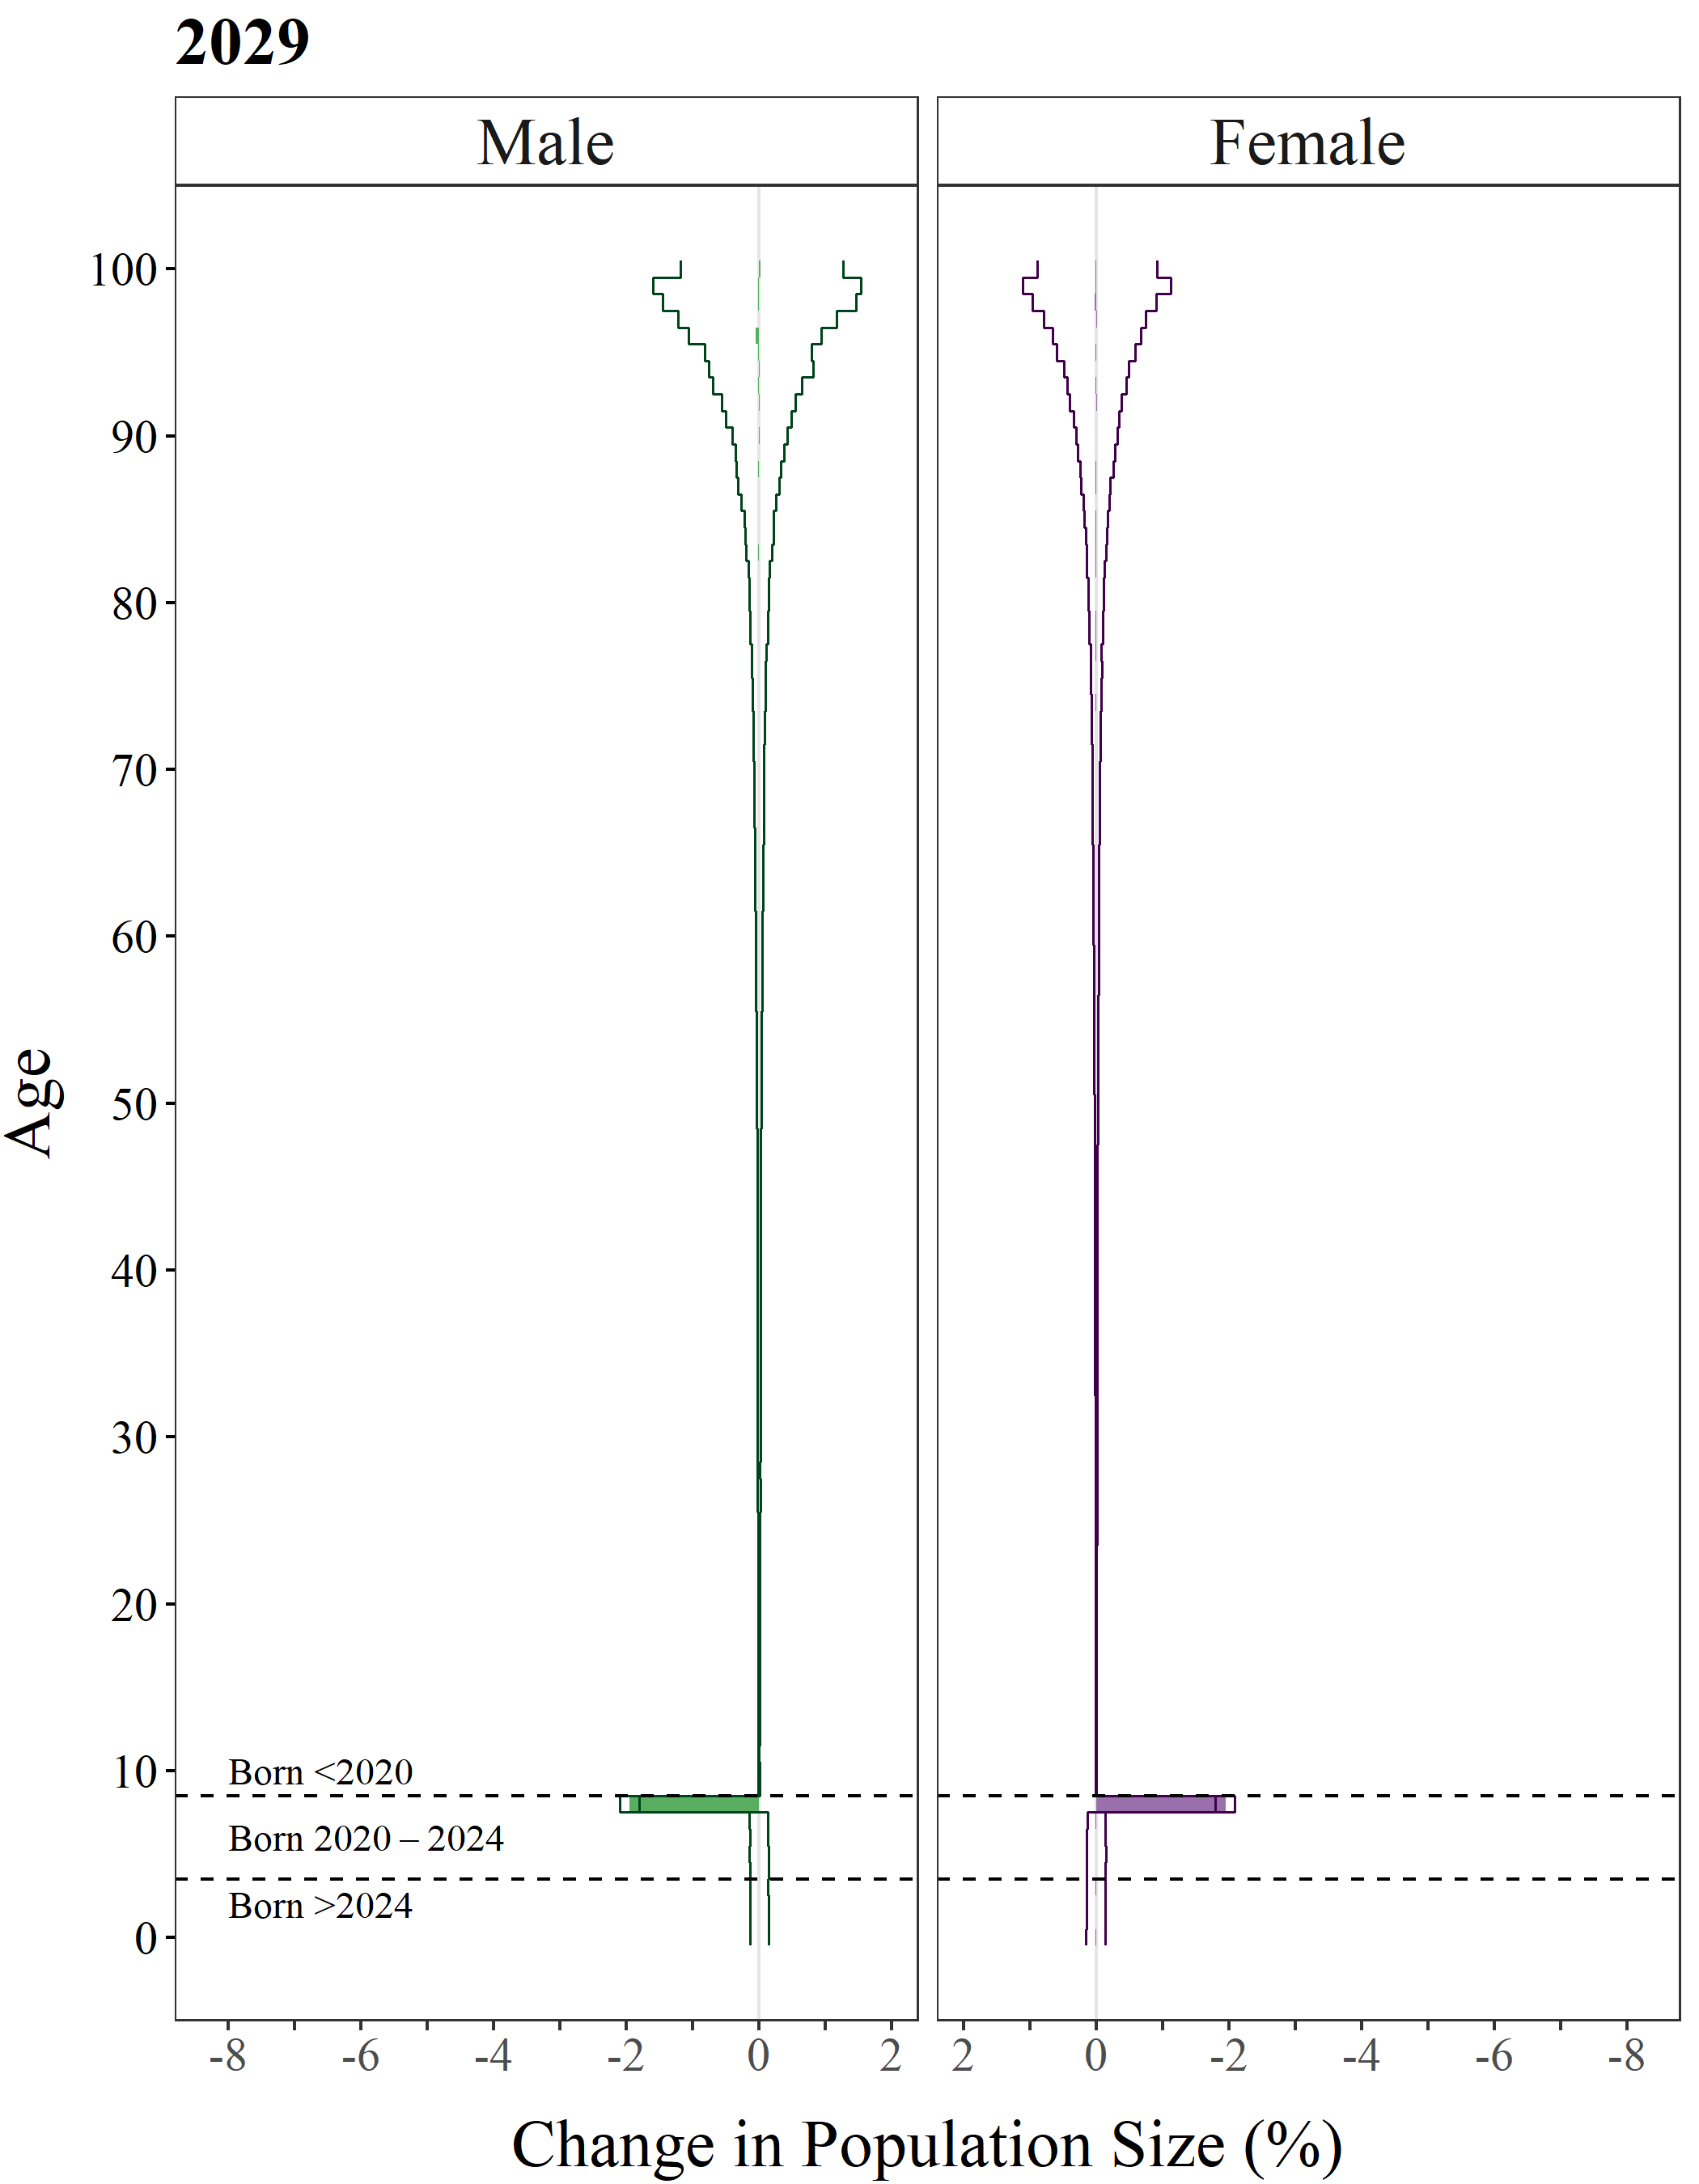 2029
Male
Female
100
90
80
70
60
50
40
30
20
10
0
Age
Born <2020
Born 2020 – 2024
Born >2024
-8 -6 -4 -2 0 2
2 0 -2 -4 -6 -8
Change in Population Size (%)